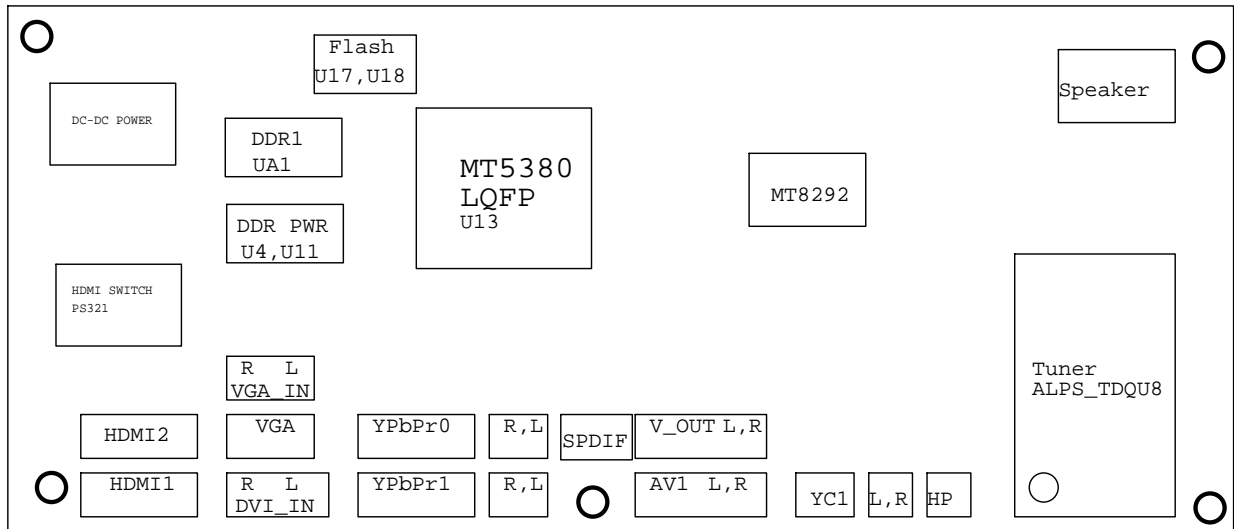 Flash
U17,U18
Speaker
DC-DC POWER
DDR1
UA1
MT5380
LQFP
U13
MT8292
DDR PWR
U4,U11
HDMI SWITCH
PS321
R L
VGA_IN
Tuner
ALPS_TDQU8
HDMI2
VGA
YPbPr0
R,L
SPDIF
V_OUT L,R
HDMI1
R L
DVI_IN
YPbPr1
R,L
AV1 L,R
YC1
L,R
HP